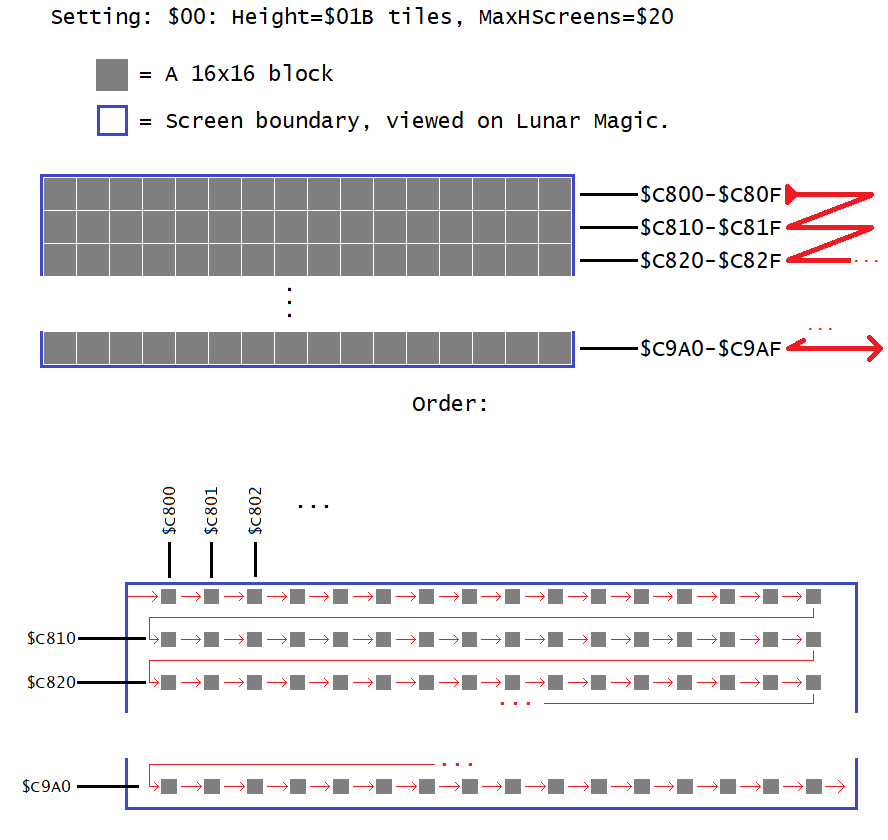 Setting: $00: Height=$01B tiles, MaxHScreens=$20
= A 16x16 block
= Screen boundary, viewed on Lunar Magic.
$C800-$C80F
$C810-$C81F
$C820-$C82F
...
$C9A0-$C9AF
Order:
$C800 $C801 $C802 ...
$C810
$C820
...
...
$C9A0